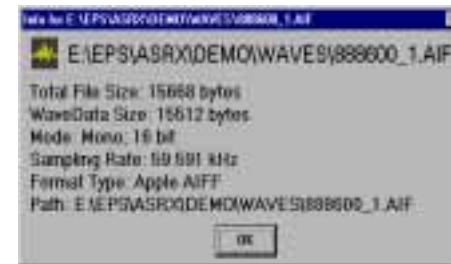 Info for E:\EPS\ASRX\DEMO\WAVES\888600_1.AIF
E:\EPS\ASRX\DEMO\WAVES\888600_1.AIF
Total File Size: 15668 bytes
WaveData Size: 15612 bytes
Mode: Mono, 16 bit
Sampling Rate: 59.591 kHz
Format Type: Apple AIFF
Path: E:\EPS\ASRX\DEMO\WAVES\888600_1.AIF
OK